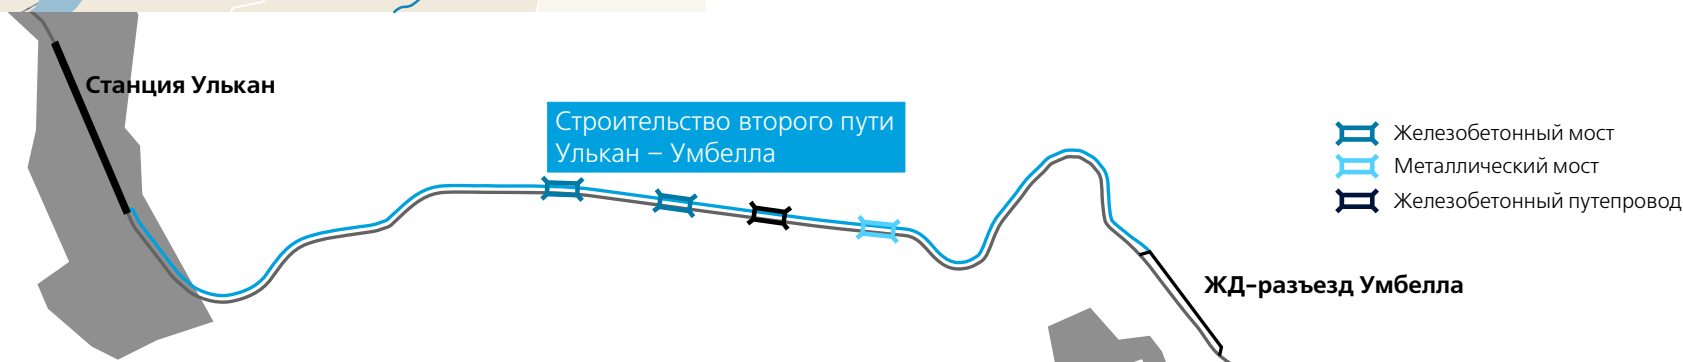 Станция Улькан
Строительство второго пути
Улькан – Умбелла
Железобетонный мост
Металлический мост
Железобетонный путепровод
ЖД-разъезд Умбелла